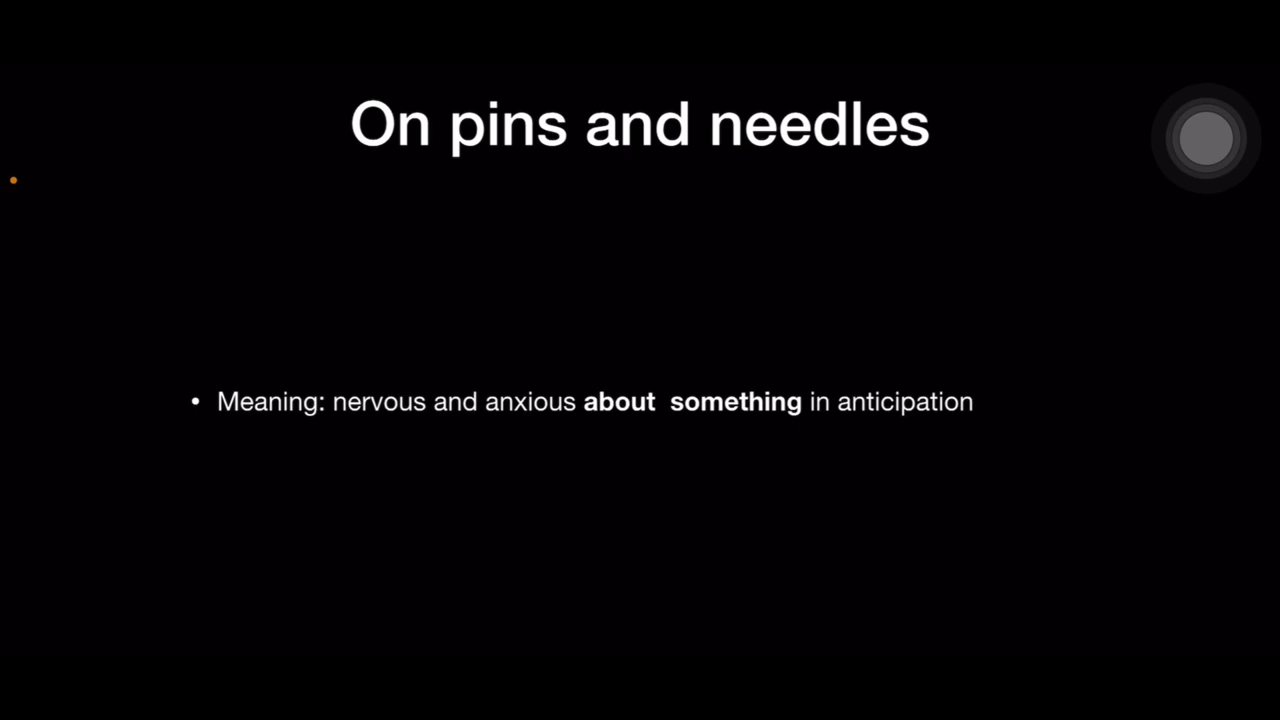 On pins and needles
• Meaning: nervous and anxious about  something in anticipation